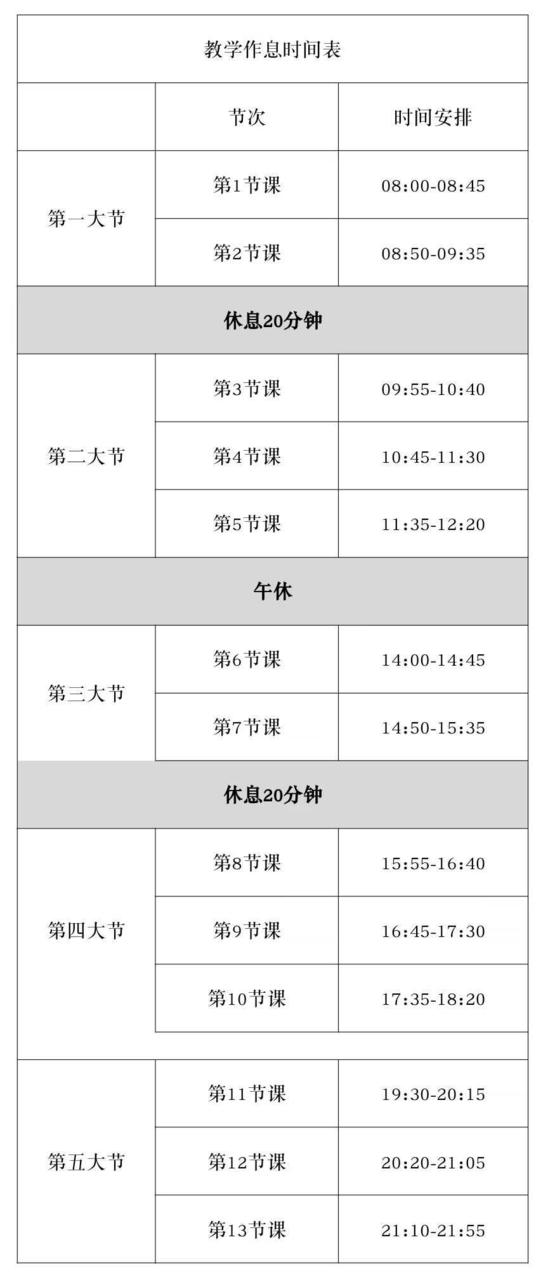 教学作息时间表
节次 时间安排
第一大节
第1节课 08:00-08:45
第2节课 08:50-09:35
休息20分钟
第二大节
第3节课 09:55-10:40
第4节课 10:45-11:30
第5节课 11:35-12:20
午休
第三大节
第6节课 14:00-14:45
第7节课 14:50-15:35
休息20分钟
第四大节
第8节课 15:55-16:40
第9节课 16:45-17:30
第10节课 17:35-18:20
第五大节
第11节课 19:30-20:15
第12节课 20:20-21:05
第13节课 21:10-21:55